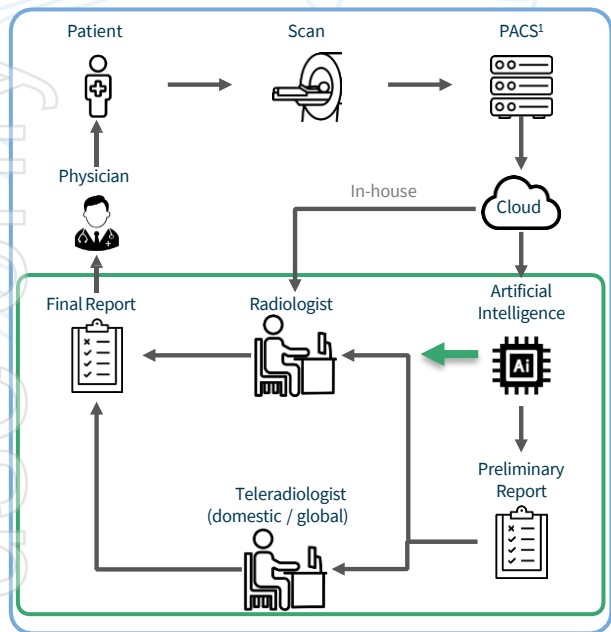 Patient
Scan
PACS¹
Physician
In-house
Cloud
Final Report
Radiologist
Artificial
Intelligence
Ai
Preliminary
Report
Teleradiologist
(domestic / global)